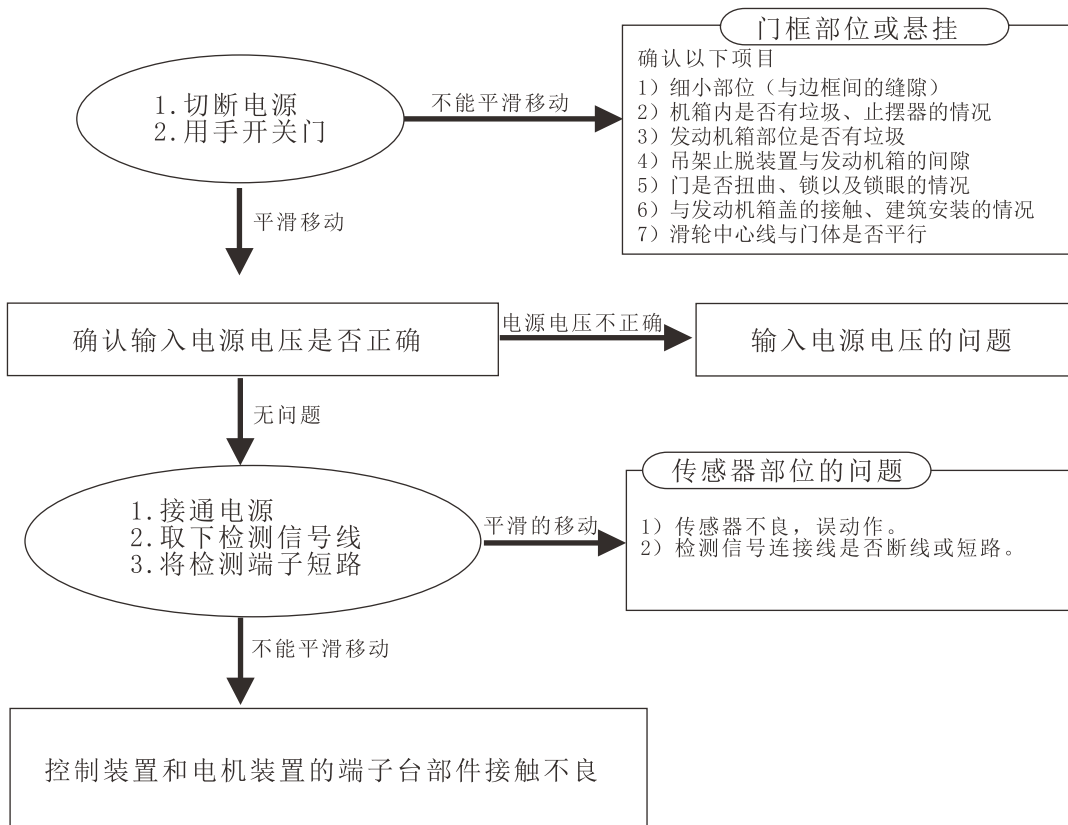 门框部位或悬挂
确认以下项目
1）细小部位（与边框间的缝隙）
2）机箱内是否有垃圾、止摆器的情况
3）发动机箱部位是否有垃圾
4）吊架止脱装置与发动机箱的间隙
5）门是否扭曲、锁以及锁眼的情况
6）与发动机箱盖的接触、建筑安装的情况
7）滑轮中心线与门体是否平行
1.切断电源
2.用手开关门
不能平滑移动
平滑移动
确认输入电源电压是否正确
电源电压不正确
输入电源电压的问题
无问题
1.接通电源
2.取下检测信号线
3.将检测端子短路
平滑的移动
传感器部位的问题
1）传感器不良，误动作。
2）检测信号连接线是否断线或短路。
不能平滑移动
控制装置和电机装置的端子台部件接触不良